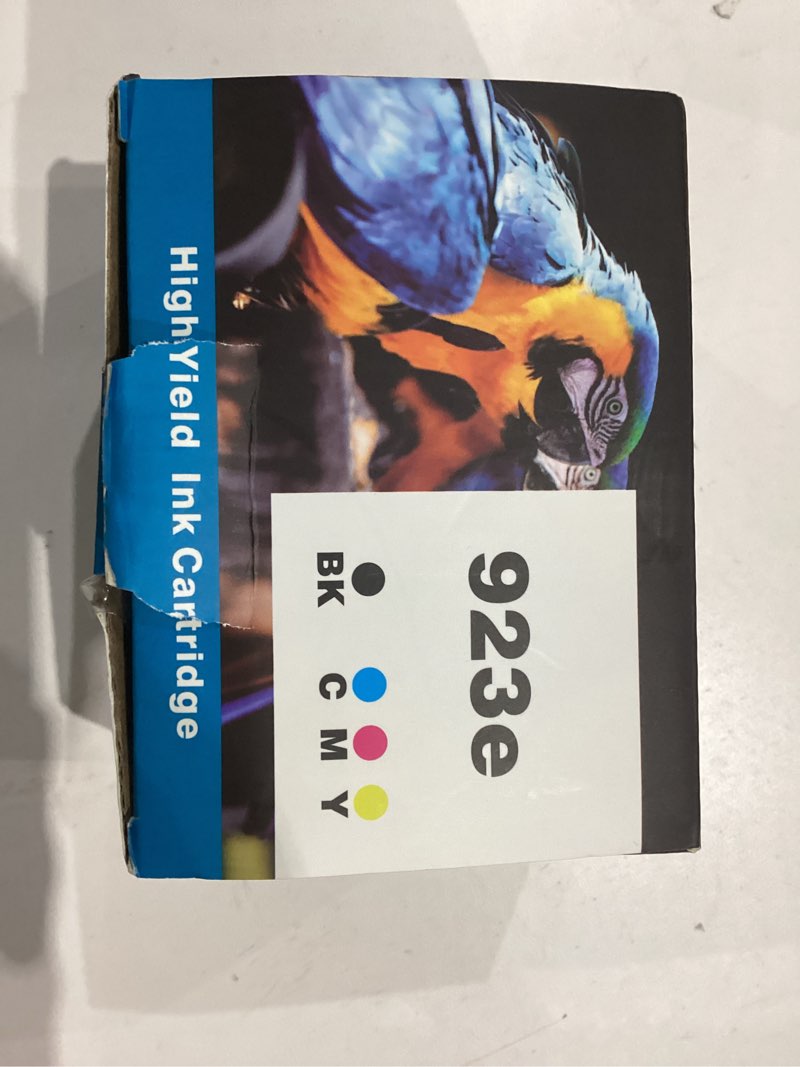 923e
BK C M Y
High Yield Ink Cartridge